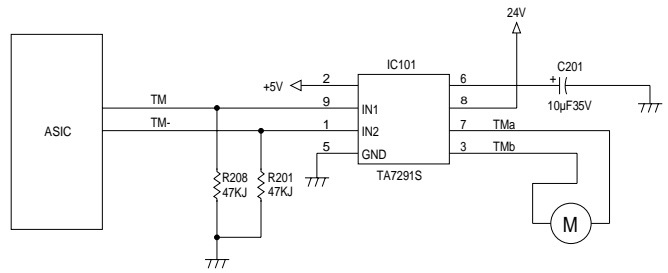 24V
IC101
C201
+5V
2
6
+
10µF35V
TM
9
IN1
8
ASIC
TM-
1
IN2
7
TMa
5
GND
3
TMb
TA7291S
R208
47KJ
R201
47KJ
M